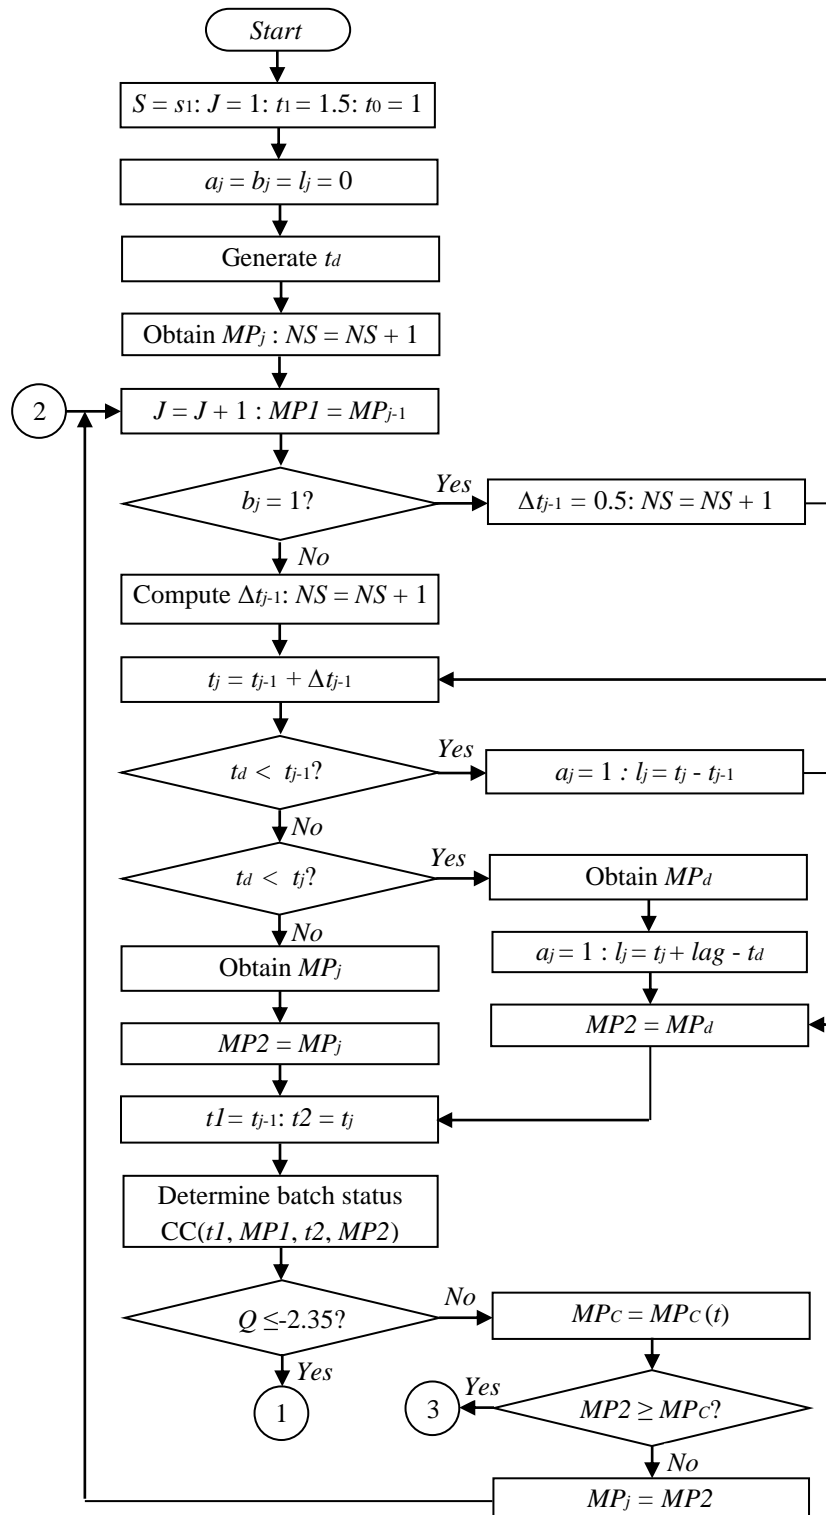 Start
S = s1: J = 1: t1 = 1.5: t0 = 1
aj = bj = lj = 0
Generate td
Obtain MPj : NS = NS + 1
2
J = J + 1 : MP1 = MPj-1
bj = 1?
Yes
Δtj-1 = 0.5: NS = NS + 1
No
Compute Δtj-1: NS = NS + 1
tj = tj-1 + Δtj-1
td < tj-1?
Yes
aj = 1 : lj = tj - tj-1
No
td < tj?
Yes
Obtain MPd
No
Obtain MPj
aj = 1 : lj = tj + lag - td
MP2 = MPj
MP2 = MPd
t1 = tj-1: t2 = tj
Determine batch status
CC(t1, MP1, t2, MP2)
Q ≤-2.35?
No
MPC = MPC (t)
Yes
1
3
Yes
MP2 ≥ MPC?
No
MPj = MP2